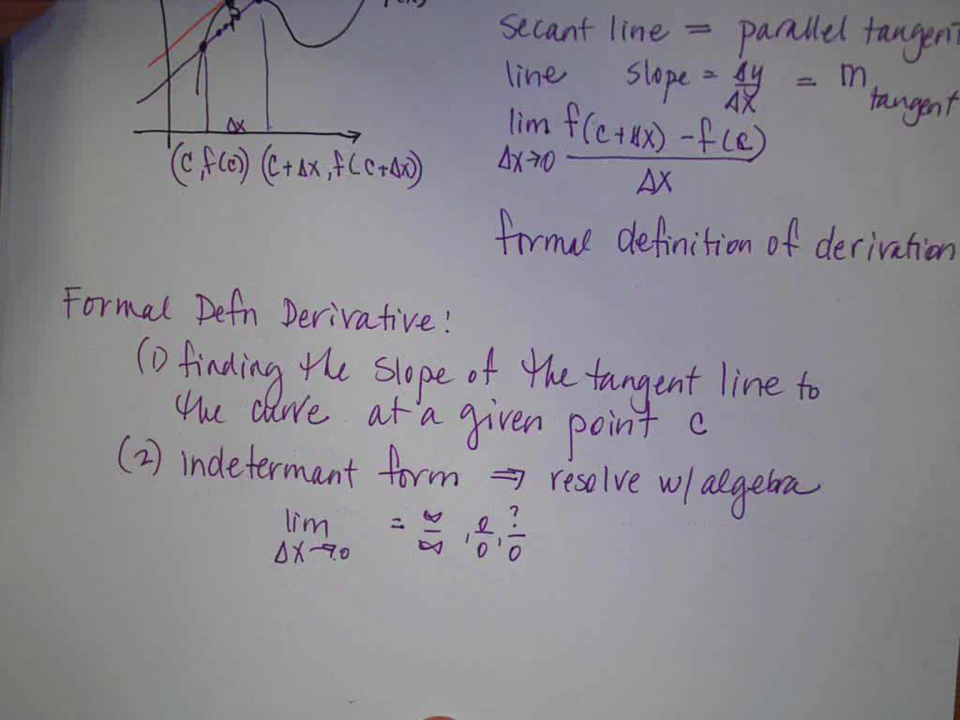 Secant line = parallel tangent
line slope = Δy/Δx = m tangent
lim Δx→0 f(c+Δx) - f(c) / Δx
Δx
(c, f(c)) (c+Δx, f(c+Δx))
formal definition of derivation
Formal Defn Derivative:
(1) finding the slope of the tangent line to
the curve at a given point c
(2) indetermant form ⇒ resolve w/ algebra
lim Δx→0 = ∞/∞, 0/0, ?/0